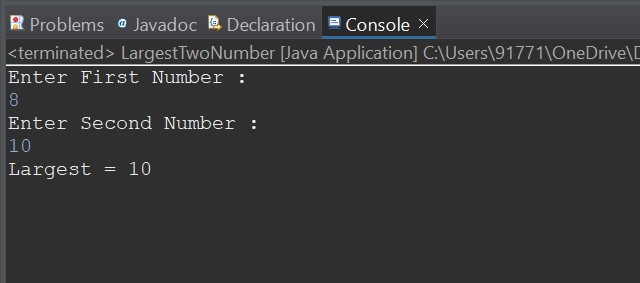 Problems Javadoc Declaration Console
<terminated> LargestTwoNumber [Java Application] C:\Users\91771\OneDrive\D
Enter First Number :
8
Enter Second Number :
10
Largest = 10